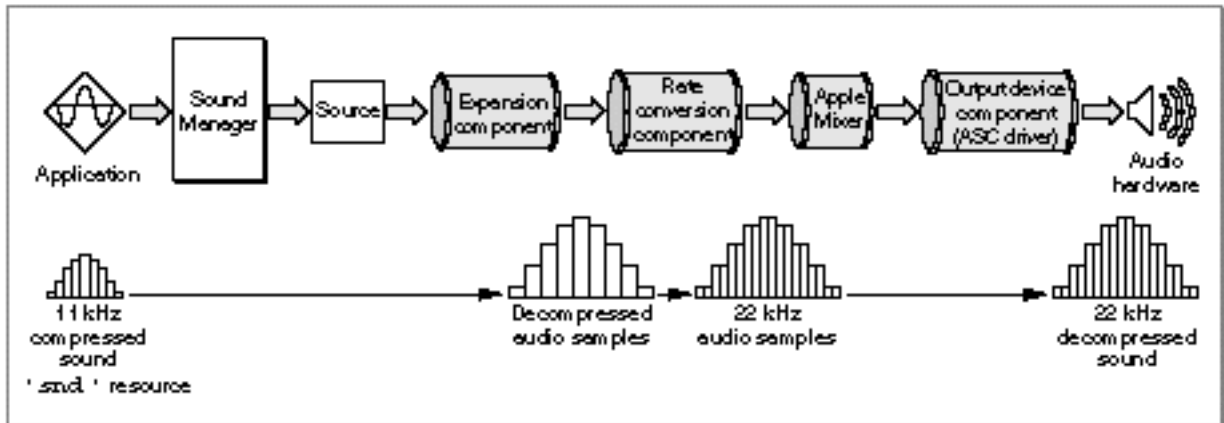 Application
Sound
Manager
Source
Expansion
component
Rate
conversion
component
Apple
Mixer
Output device
component
(ASC driver)
Audio
hardware
11 kHz
compressed
sound
'snd ' resource
Decompressed
audio samples
22 kHz
audio samples
22 kHz
decompressed
sound